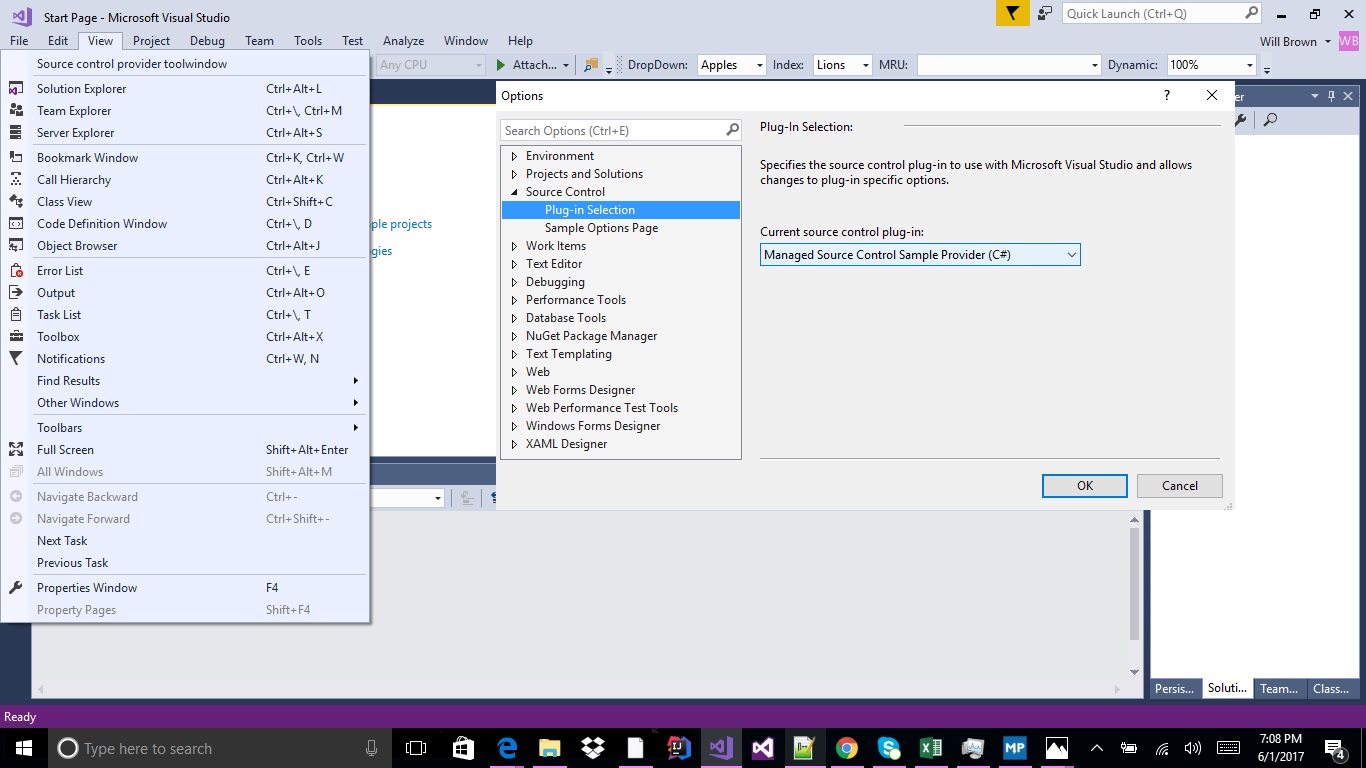 Start Page - Microsoft Visual Studio
Quick Launch (Ctrl+Q)
File Edit View Project Debug Team Tools Test Analyze Window Help
Will Brown WB
Any CPU Attach... DropDown: Apples Index: Lions MRU: Dynamic: 100%
Source control provider toolwindow
Solution Explorer Ctrl+Alt+L
Team Explorer Ctrl+\, Ctrl+M
Server Explorer Ctrl+Alt+S
Bookmark Window Ctrl+K, Ctrl+W
Call Hierarchy Ctrl+Alt+K
Class View Ctrl+Shift+C
Code Definition Window Ctrl+\, D
Object Browser Ctrl+Alt+J
Error List Ctrl+\, E
Output Ctrl+Alt+O
Task List Ctrl+\, T
Toolbox Ctrl+Alt+X
Notifications Ctrl+W, N
Find Results
Other Windows
Toolbars
Full Screen Shift+Alt+Enter
All Windows Shift+Alt+M
Navigate Backward Ctrl+-
Navigate Forward Ctrl+Shift+-
Next Task
Previous Task
Properties Window F4
Property Pages Shift+F4
ple projects
gies
Options
?
Search Options (Ctrl+E)
Environment
Projects and Solutions
Source Control
Plug-in Selection
Sample Options Page
Work Items
Text Editor
Debugging
Performance Tools
Database Tools
NuGet Package Manager
Text Templating
Web
Web Forms Designer
Web Performance Test Tools
Windows Forms Designer
XAML Designer
Plug-In Selection:
Specifies the source control plug-in to use with Microsoft Visual Studio and allows
changes to plug-in specific options.
Current source control plug-in:
Managed Source Control Sample Provider (C#)
OK Cancel
er
Persis... Soluti... Team... Class...
Ready
Type here to search
MP
7:08 PM
6/1/2017
4